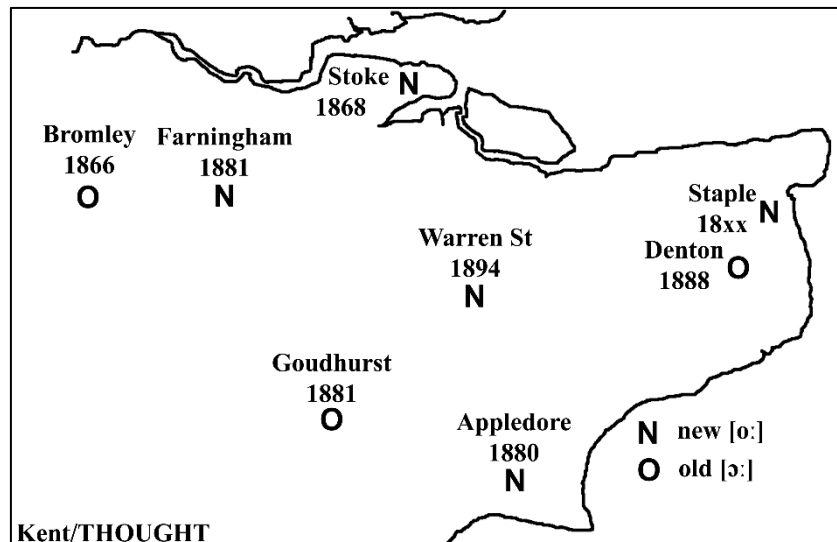 Stoke N
1868
Bromley Farningham
1866 1881
O N
Staple N
18xx
Warren St Denton O
1894 1888
N
Goudhurst
1881
O
Appledore
1880
N
N new [oː]
O old [ɔː]
Kent/THOUGHT